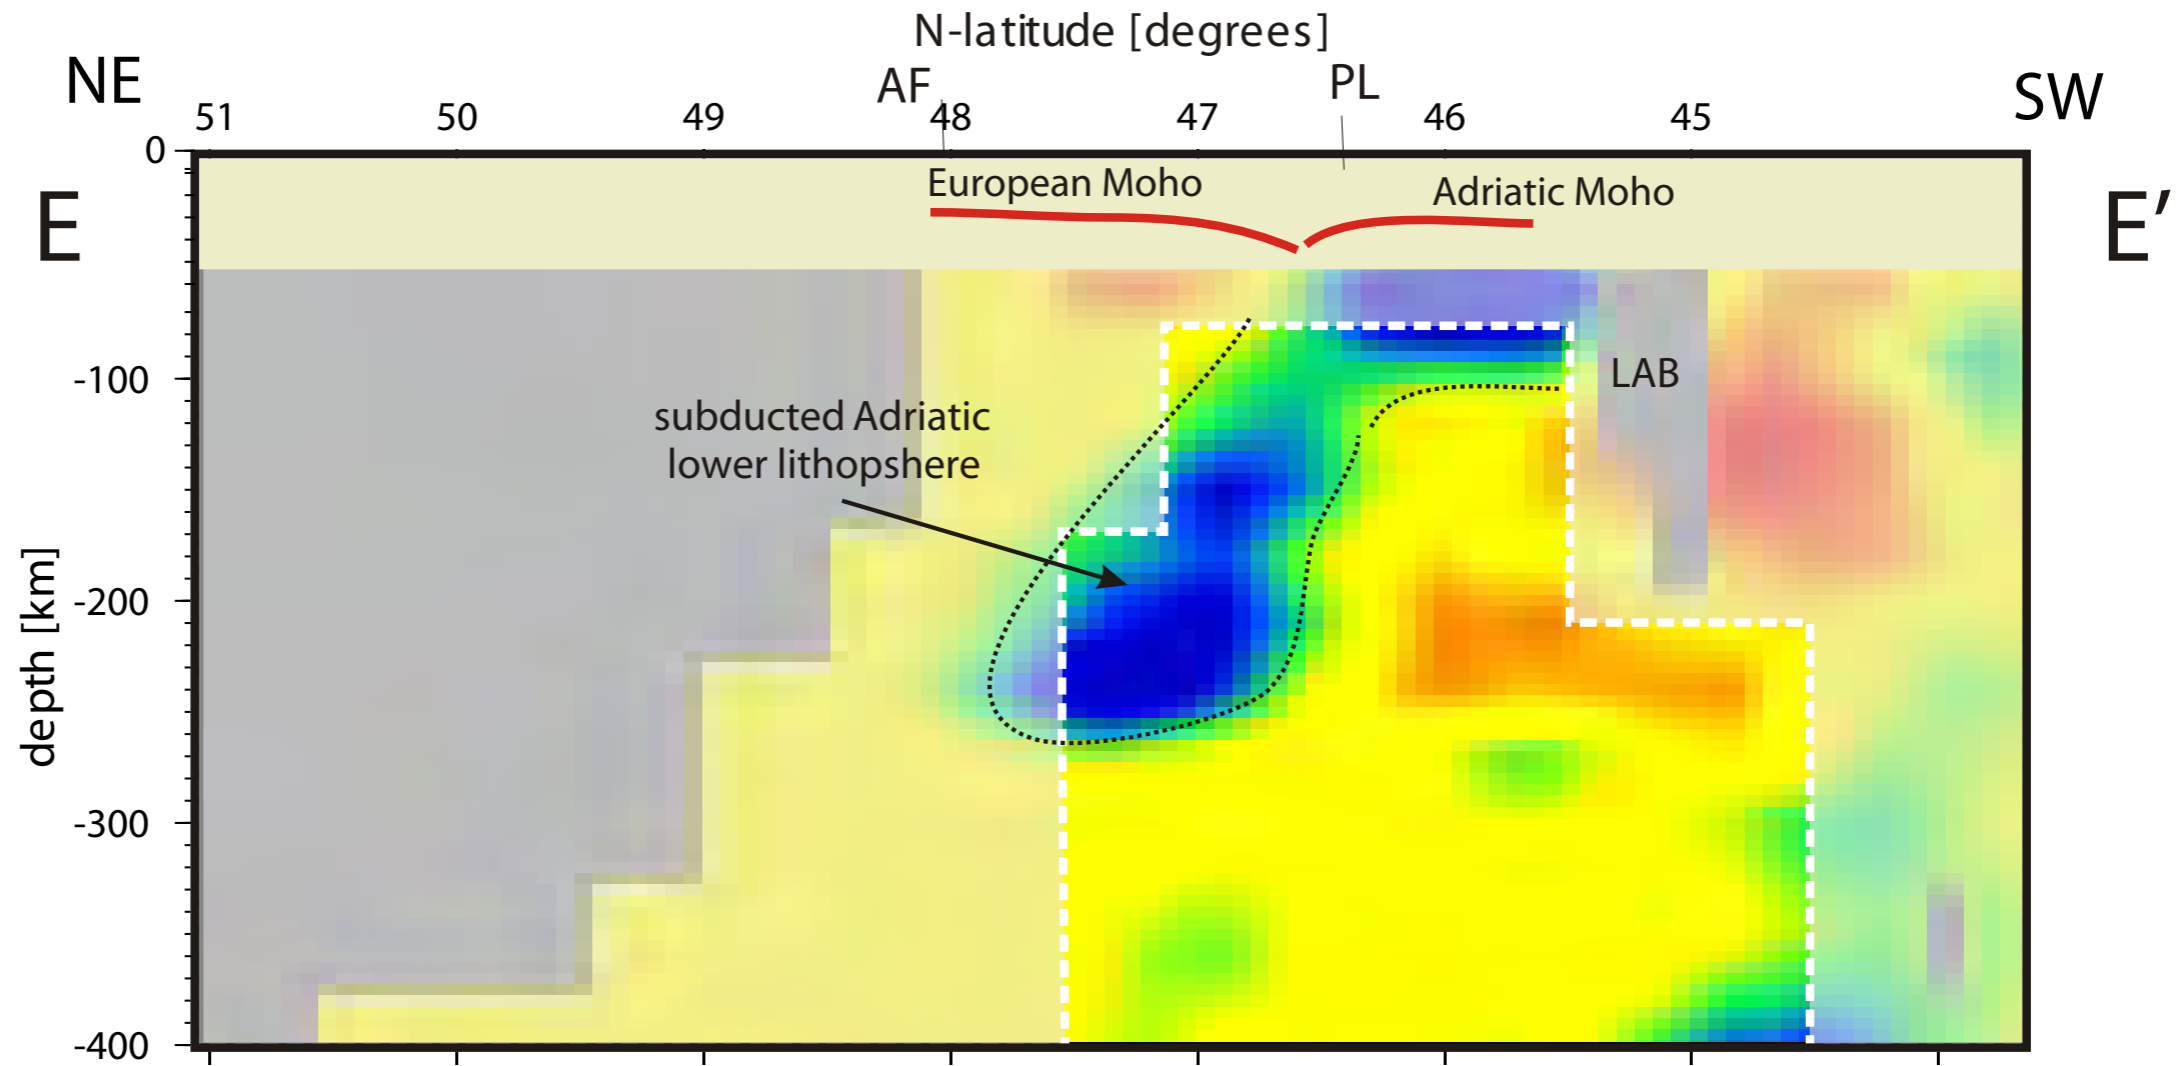 N-latitude [degrees]
NE
AF
PL
SW
51 50 49 48 47 46 45
0
E
European Moho
Adriatic Moho
E’
-100
LAB
subducted Adriatic
lower lithopshere
depth [km]
-200
-300
-400